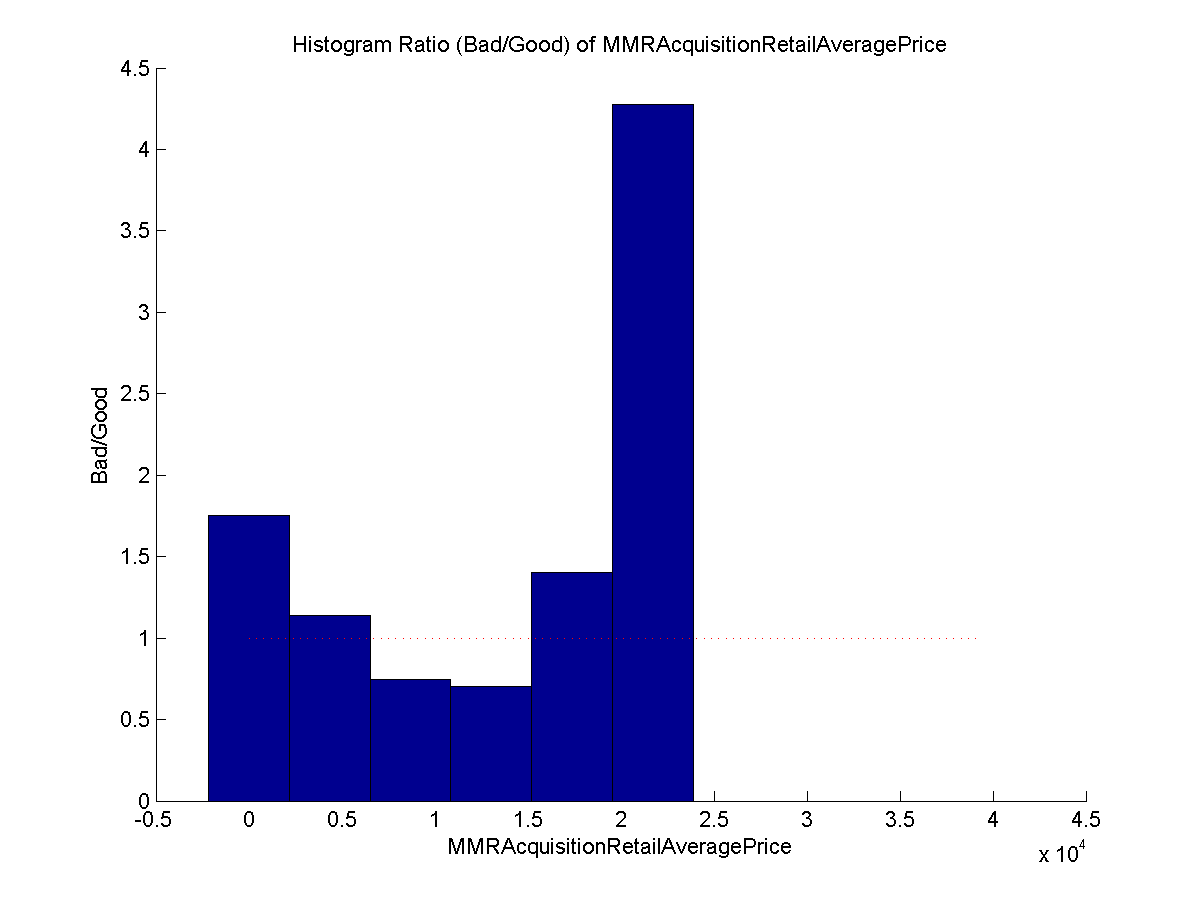 Histogram Ratio (Bad/Good) of MMRAcquisitionRetailAveragePrice
4.5
4
3.5
3
2.5
2
1.5
1
0.5
0
Bad/Good
-0.5 0 0.5 1 1.5 2 2.5 3 3.5 4 4.5
MMRAcquisitionRetailAveragePrice
x 10^4